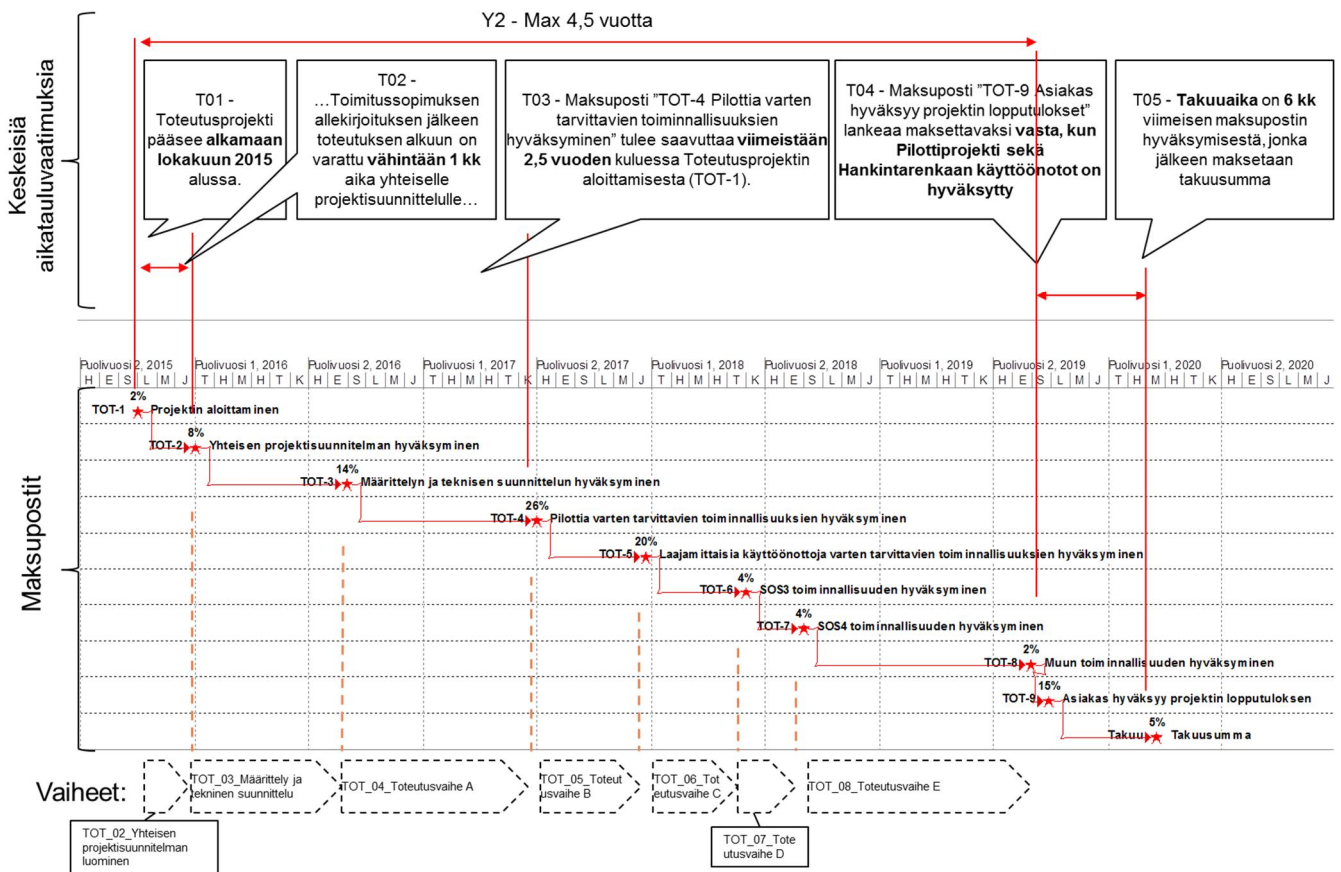 Y2 - Max 4,5 vuotta
Keskeisiä
aikatauluvaatimuksia
T01 -
Toteutusprojekti
pääsee alkamaan
lokakuun 2015
alussa.
T02 -
…Toimitussopimuksen
allekirjoituksen jälkeen
toteutuksen alkuun on
varattu vähintään 1 kk
aika yhteiselle
projektisuunnittelulle…
T03 - Maksuposti "TOT-4 Pilottia varten
tarvittavien toiminnallisuuksien
hyväksyminen" tulee saavuttaa viimeistään
2,5 vuoden kuluessa Toteutusprojektin
aloittamisesta (TOT-1).
T04 - Maksuposti "TOT-9 Asiakas
hyväksyy projektin lopputulokset"
lankeaa maksettavaksi vasta, kun
Pilottiprojekti sekä
Hankintarenkaan käyttöönotot on
hyväksytty
T05 - Takuuaika on 6 kk
viimeisen maksupostin
hyväksymisestä, jonka
jälkeen maksetaan
takuusumma
Puolivuosi 2, 2015 Puolivuosi 1, 2016 Puolivuosi 2, 2016 Puolivuosi 1, 2017 Puolivuosi 2, 2017 Puolivuosi 1, 2018 Puolivuosi 2, 2018 Puolivuosi 1, 2019 Puolivuosi 2, 2019 Puolivuosi 1, 2020 Puolivuosi 2, 2020
H E S L M J T H M H T K H E S L M J T H M H T K H E S L M J T H M H T K H E S L M J T H M H T K H E S L M J T H M H T K H E S L M J
Maksupostit
2%
TOT-1 Projektin aloittaminen
8%
TOT-2 Yhteisen projektisuunnitelman hyväksyminen
14%
TOT-3 Määrittelyn ja teknisen suunnittelun hyväksyminen
26%
TOT-4 Pilottia varten tarvittavien toiminnallisuuksien hyväksyminen
20%
TOT-5 Laajamittaisia käyttöönottoja varten tarvittavien toiminnallisuuksien hyväksyminen
4%
TOT-6 SOS3 toiminnallisuuden hyväksyminen
4%
TOT-7 SOS4 toiminnallisuuden hyväksyminen
2%
TOT-8 Muun toiminnallisuuden hyväksyminen
15%
TOT-9 Asiakas hyväksyy projektin lopputuloksen
5%
Takuu Takuusumma
Vaiheet:
TOT_02_Yhteisen
projektisuunnitelman
luominen
TOT_03_Määrittely ja
tekninen suunnittelu
TOT_04_Toteutusvaihe A
TOT_05_Toteut
usvaihe B
TOT_06_Tot
eutusvaihe C
TOT_07_Tote
utusvaihe D
TOT_08_Toteutusvaihe E